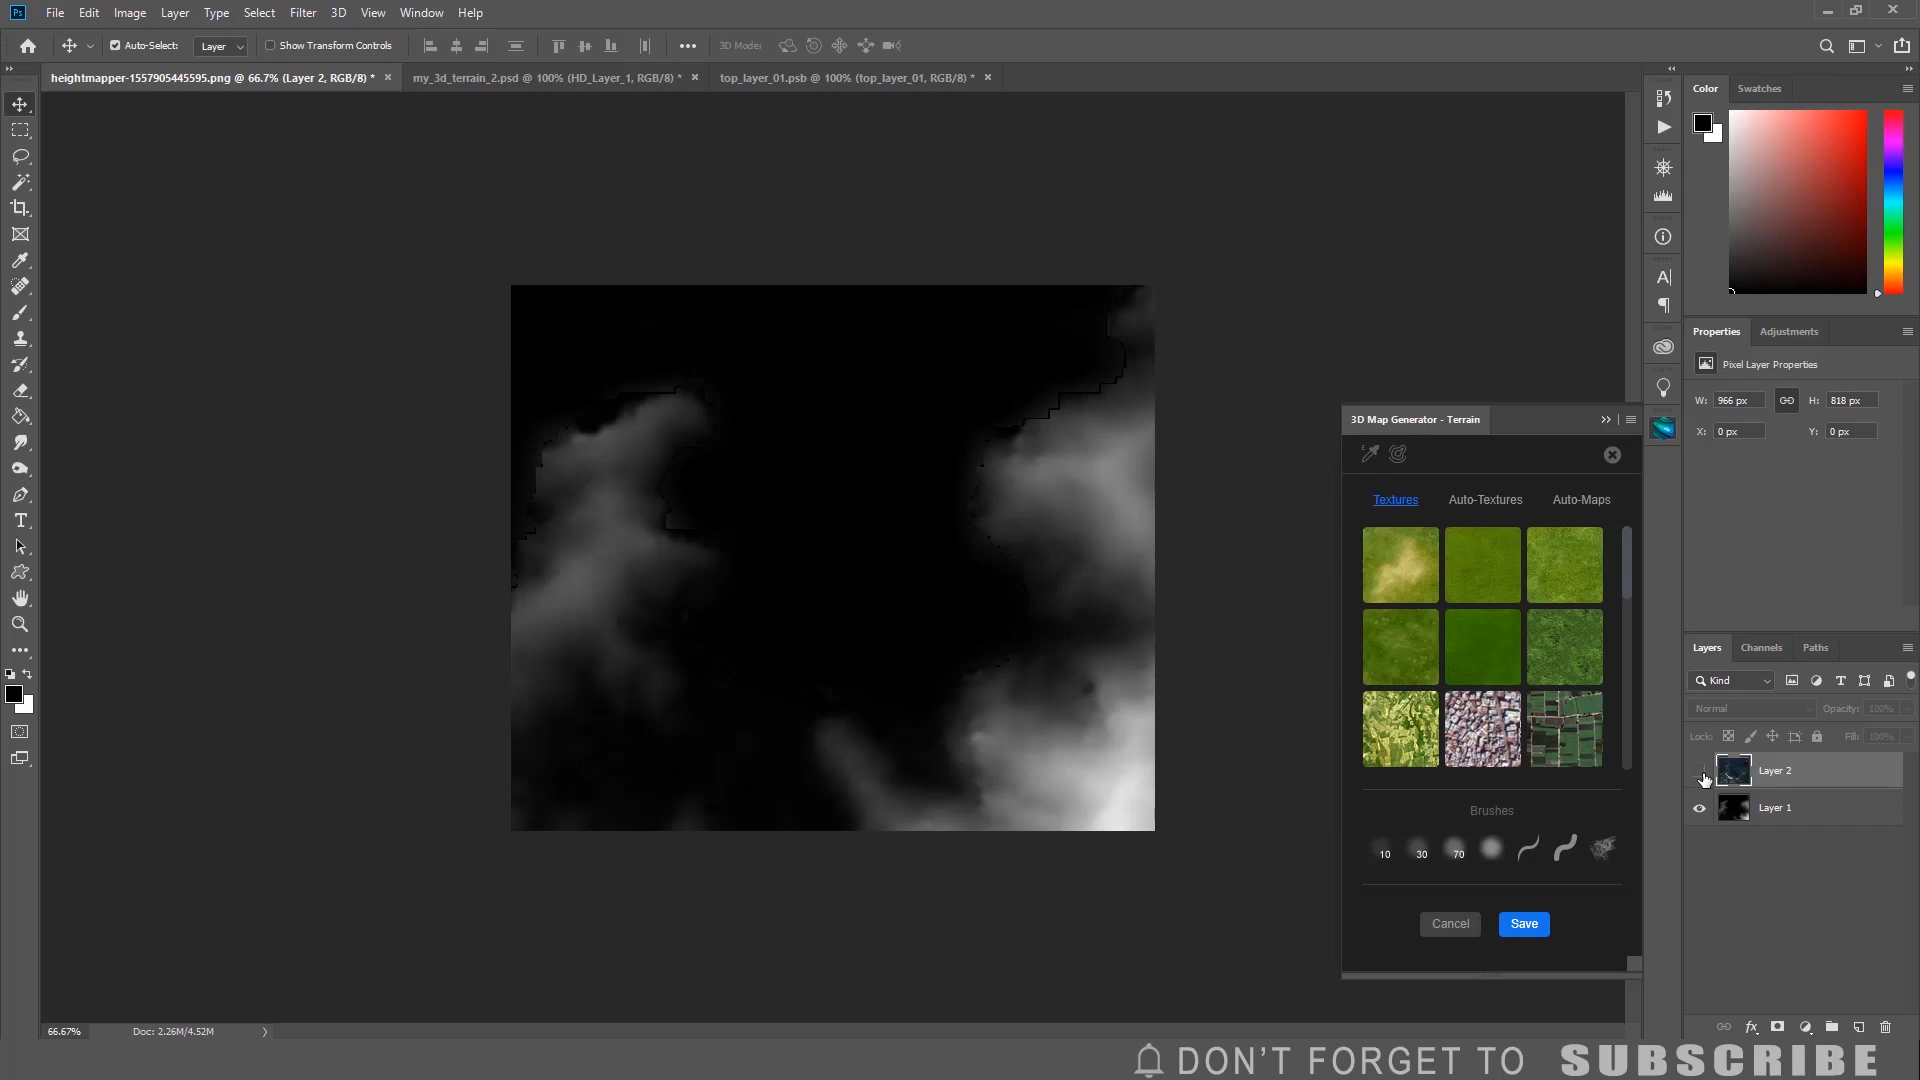 Ps File Edit Image Layer Type Select Filter 3D View Window Help
Auto-Select: Layer Show Transform Controls 3D Mode:
heightmapper-1557905445595.png @ 66.7% (Layer 2, RGB/8) * my_3d_terrain_2.psd @ 100% (HD_Layer_1, RGB/8) * top_layer_01.psb @ 100% (top_layer_01, RGB/8) *
Color Swatches
Properties Adjustments
Pixel Layer Properties
W: 966 px H: 818 px
X: 0 px Y: 0 px
3D Map Generator - Terrain
Textures Auto-Textures Auto-Maps
Brushes
10 30 70
Cancel Save
Layers Channels Paths
Kind
Normal Opacity: 100%
Lock: Fill: 100%
Layer 2
Layer 1
66.67% Doc: 2.26M/4.52M
DON'T FORGET TO SUBSCRIBE